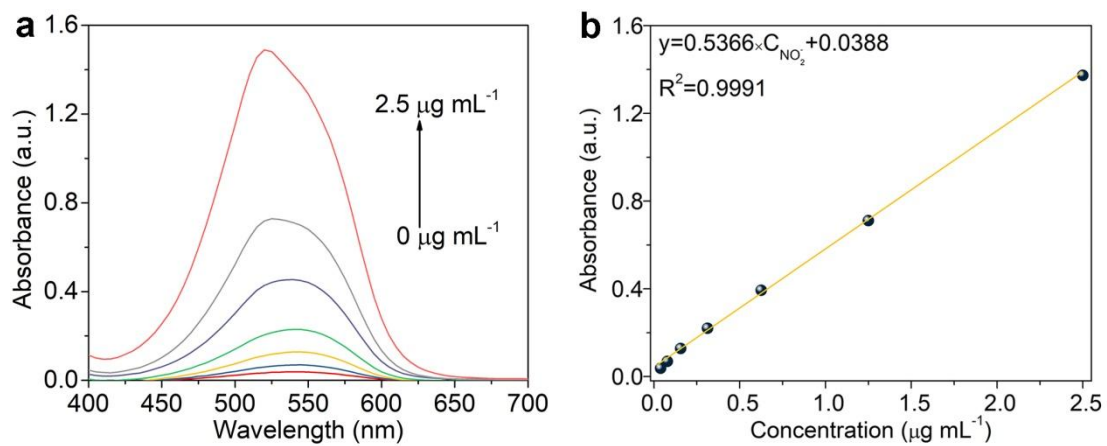 a
1.6
1.2
0.8
0.4
0.0
Absorbance (a.u.)
2.5 μg mL⁻¹
0 μg mL⁻¹
400 450 500 550 600 650 700
Wavelength (nm)
b
1.6
1.2
0.8
0.4
0.0
Absorbance (a.u.)
y=0.5366×C_NO₂⁻+0.0388
R²=0.9991
0.0 0.5 1.0 1.5 2.0 2.5
Concentration (μg mL⁻¹)